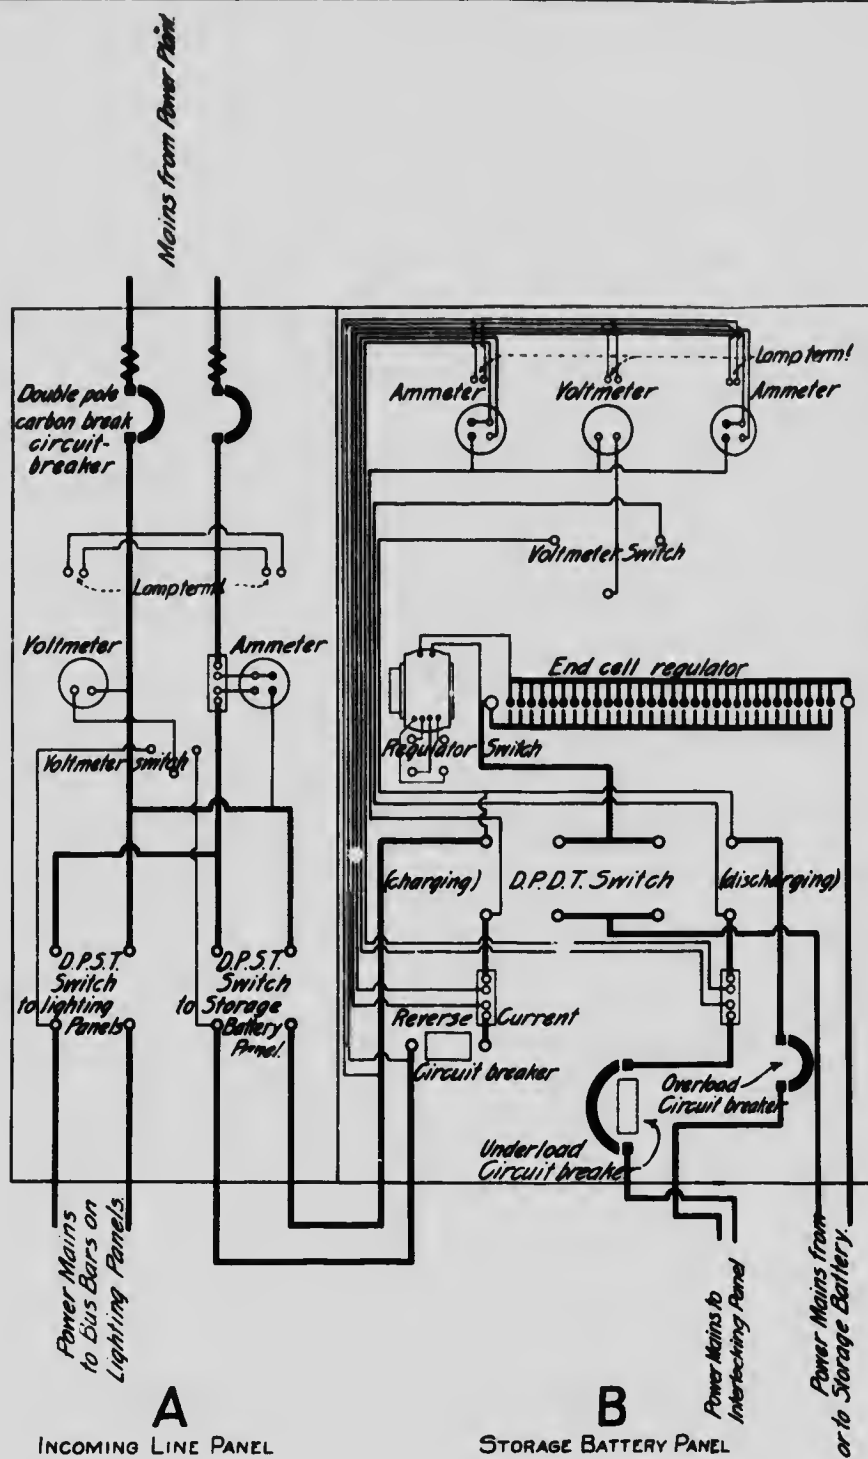 Mains from Power Plant.
Double pole
carbon break
circuit-
breaker
Lamp term!
Voltmeter
Ammeter
Voltmeter switch
D.P.S.T.
Switch
to lighting
Panels
D.P.S.T.
Switch
to Storage
Battery
Panel.
Power Mains
to Bus Bars on
Lighting Panels.
A
INCOMING LINE PANEL
Lamp term!
Ammeter
Voltmeter
Ammeter
Voltmeter Switch
End cell regulator
Regulator Switch
(charging)
D.P.D.T. Switch
(discharging)
Reverse Current
Circuit breaker
Overload
Circuit breaker
Underload
Circuit breaker
Power Mains to
Interlocking Panel
Power Mains from
or to Storage Battery.
B
STORAGE BATTERY PANEL